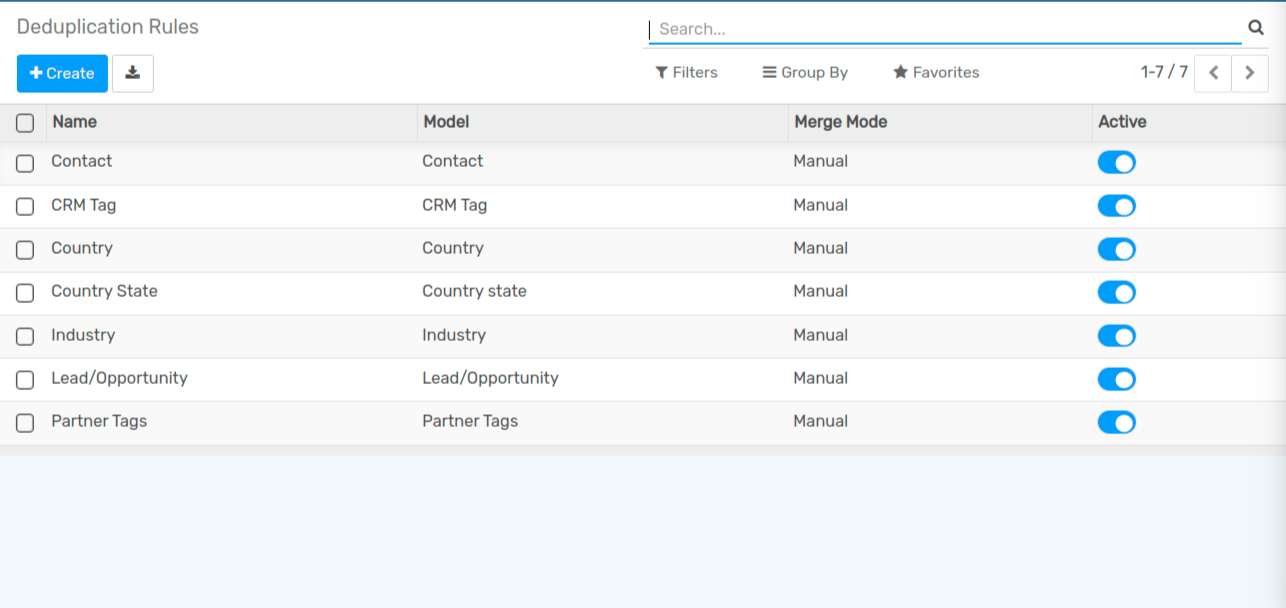 Deduplication Rules
Search...
Create
Filters Group By Favorites 1-7 / 7
Name Model Merge Mode Active
Contact Contact Manual
CRM Tag CRM Tag Manual
Country Country Manual
Country State Country state Manual
Industry Industry Manual
Lead/Opportunity Lead/Opportunity Manual
Partner Tags Partner Tags Manual